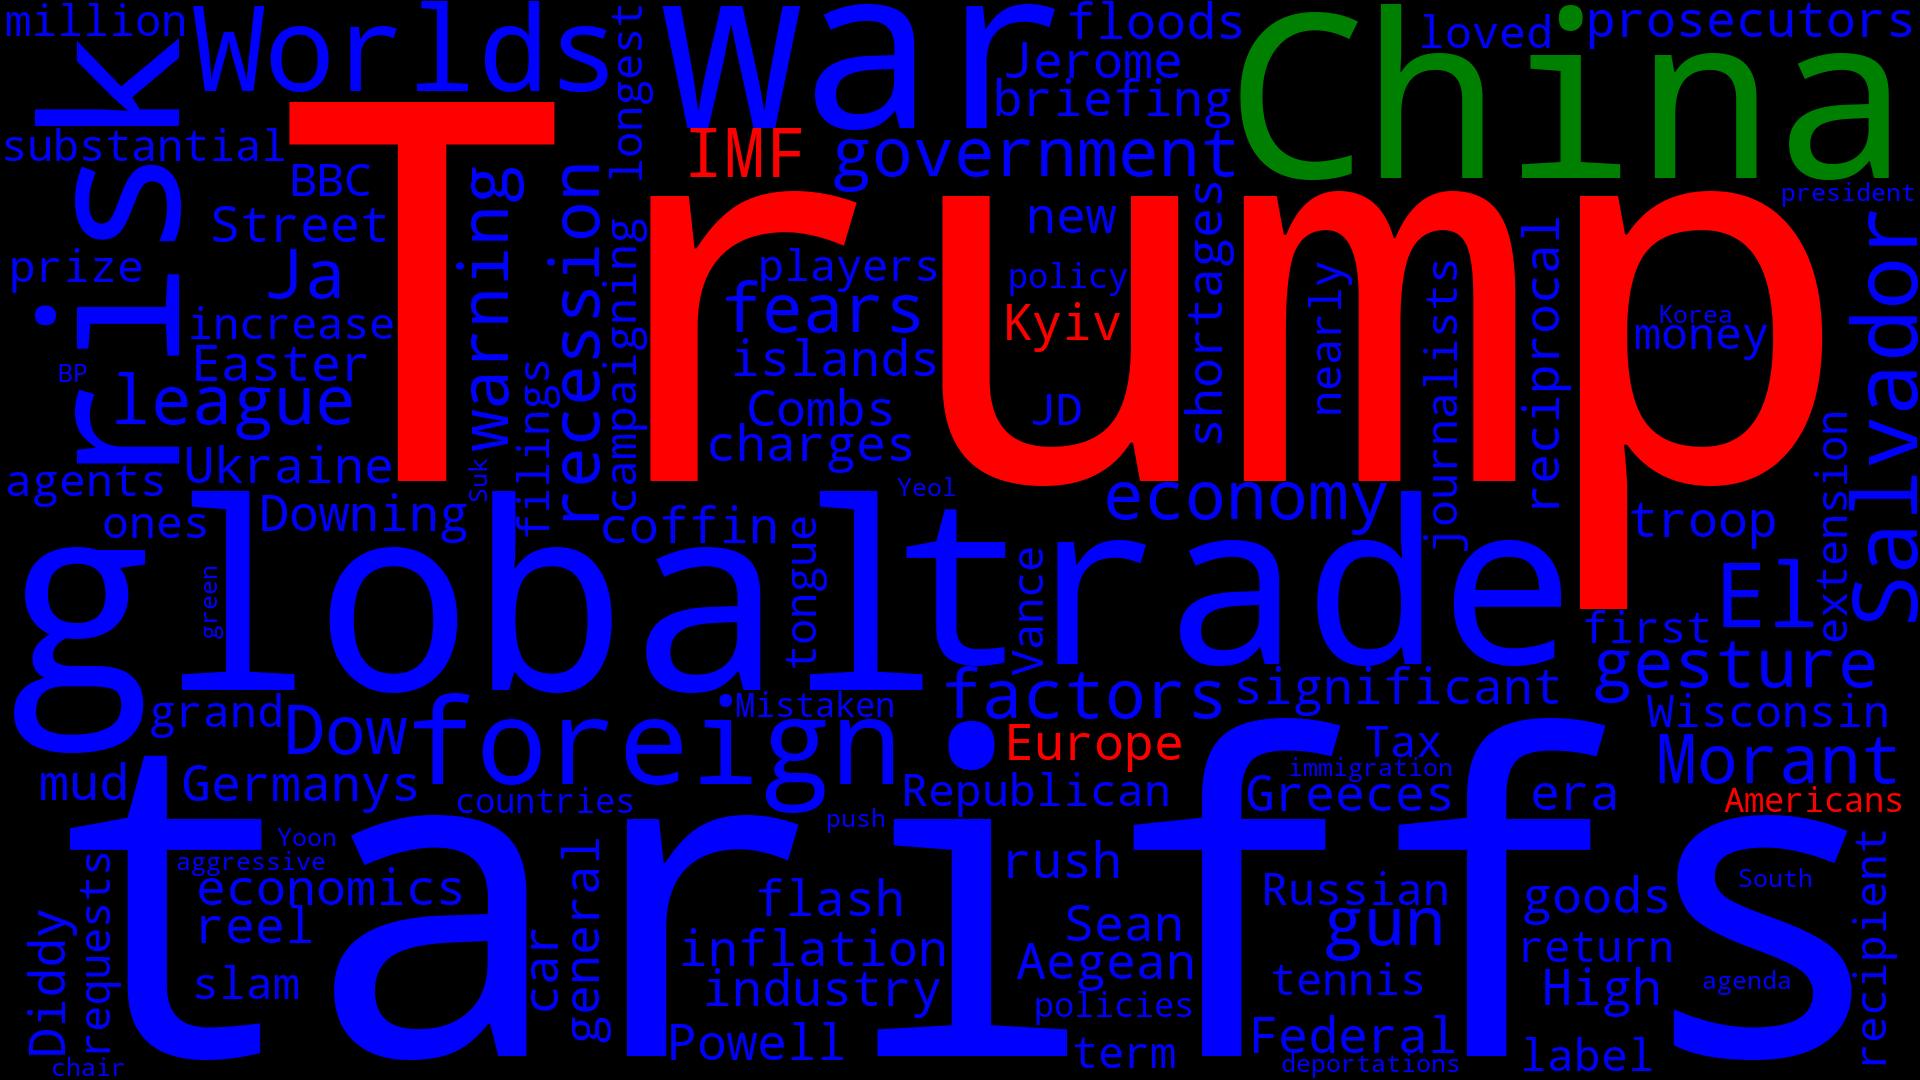 million
Worlds
longest
war
floods
Jerome
briefing
China
loved
prosecutors
risk
substantial
BBC
Street
Trump
IMF
government
president
prize
Ja
warning
recession
campaigning
players
fears
islands
new
policy
Kyiv
shortages
nearly
journalists
reciprocal
Korea
money
Salvador
increase
Easter
BP
league
Combs
charges
JD
Ukraine
agents
Suk
filings
Yeol
economy
extension
troop
ones
Downing
coffin
tongue
global
green
trade
Vance
first
El
gesture
grand
Dow
foreign
Mistaken
factors
significant
Wisconsin
Europe
Tax
immigration
Morant
mud
Germanys
countries
Republican
Greeces
era
Americans
tariffs
Yoon
aggressive
push
economics
reel
requests
Diddy
slam
chair
car
general
flash
inflation
industry
Powell
rush
Sean
Aegean
policies
term
Russian
gun
tennis
Federal
deportations
goods
return
High
label
South
agenda
recipient